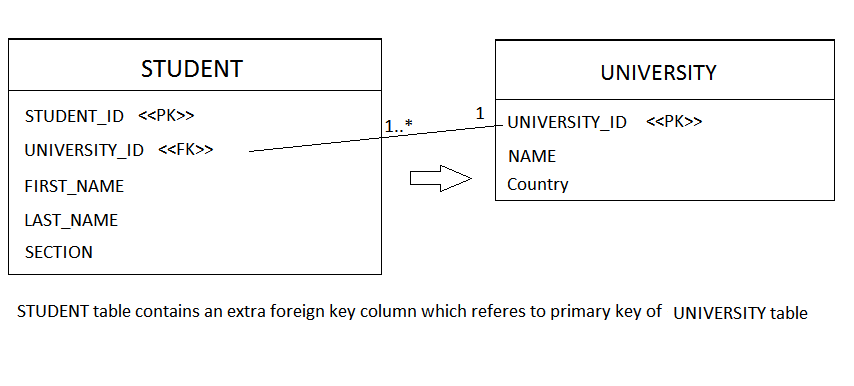 STUDENT
STUDENT_ID <<PK>>
UNIVERSITY_ID <<FK>>
FIRST_NAME
LAST_NAME
SECTION
1..*
1
UNIVERSITY
UNIVERSITY_ID <<PK>>
NAME
Country
STUDENT table contains an extra foreign key column which referes to primary key of UNIVERSITY table